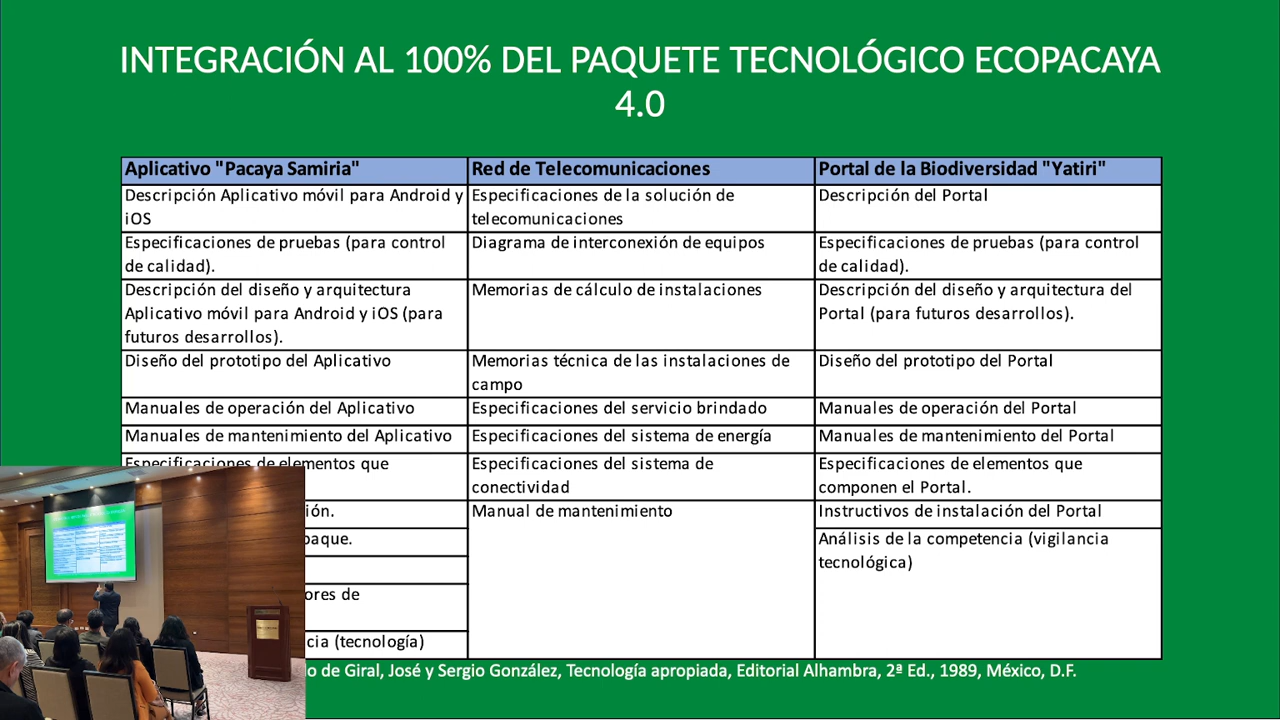 INTEGRACIÓN AL 100% DEL PAQUETE TECNOLÓGICO ECOPACAYA
4.0
Aplicativo "Pacaya Samiria"
Descripción Aplicativo móvil para Android y
iOS
Especificaciones de pruebas (para control
de calidad).
Descripción del diseño y arquitectura
Aplicativo móvil para Android y iOS (para
futuros desarrollos).
Diseño del prototipo del Aplicativo
Manuales de operación del Aplicativo
Manuales de mantenimiento del Aplicativo
Especificaciones de elementos que
ión.
paque.
ores de
cia (tecnología)
Red de Telecomunicaciones
Especificaciones de la solución de
telecomunicaciones
Diagrama de interconexión de equipos
Memorias de cálculo de instalaciones
Memorias técnica de las instalaciones de
campo
Especificaciones del servicio brindado
Especificaciones del sistema de energía
Especificaciones del sistema de
conectividad
Manual de mantenimiento
Portal de la Biodiversidad "Yatiri"
Descripción del Portal
Especificaciones de pruebas (para control
de calidad).
Descripción del diseño y arquitectura del
Portal (para futuros desarrollos).
Diseño del prototipo del Portal
Manuales de operación del Portal
Manuales de mantenimiento del Portal
Especificaciones de elementos que
componen el Portal.
Instructivos de instalación del Portal
Análisis de la competencia (vigilancia
tecnológica)
o de Giral, José y Sergio González, Tecnología apropiada, Editorial Alhambra, 2ª Ed., 1989, México, D.F.